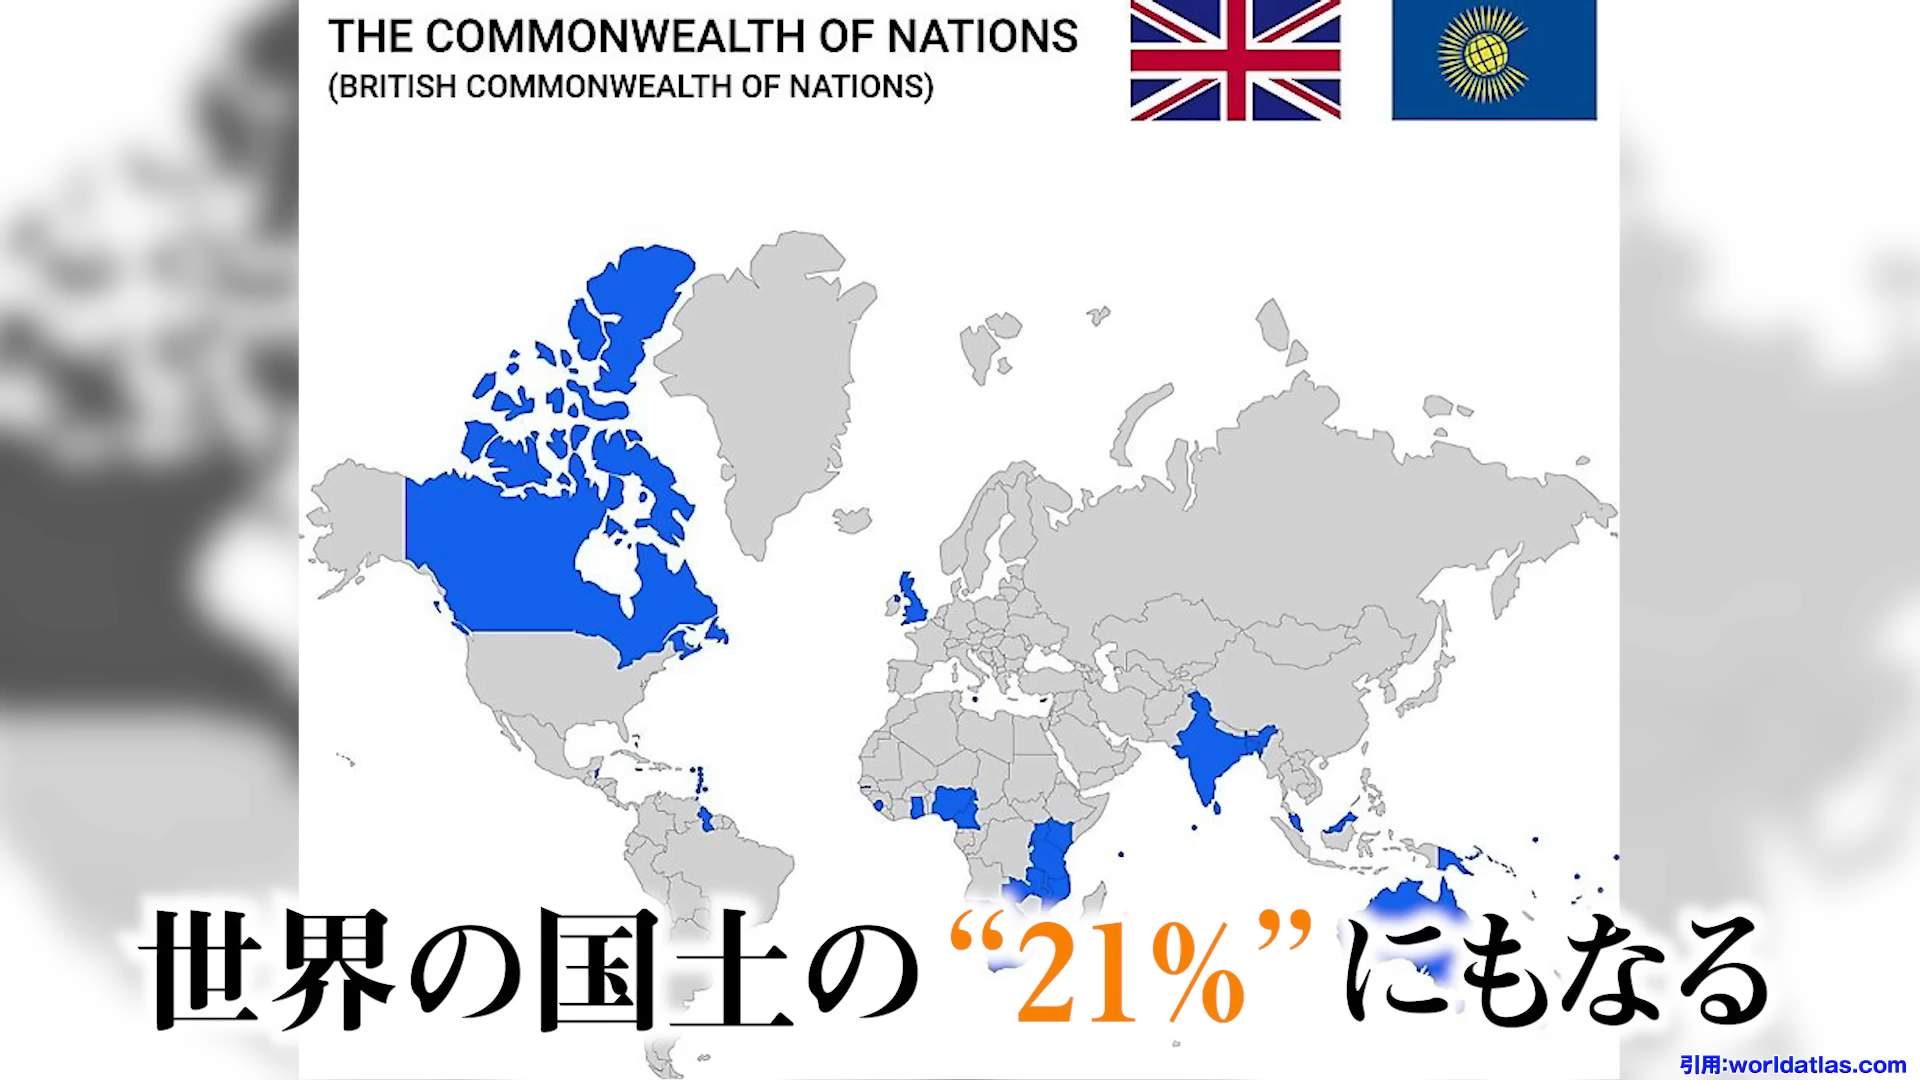 THE COMMONWEALTH OF NATIONS
(BRITISH COMMONWEALTH OF NATIONS)
世界の国土の“21%”にもなる
引用:worldatlas.com